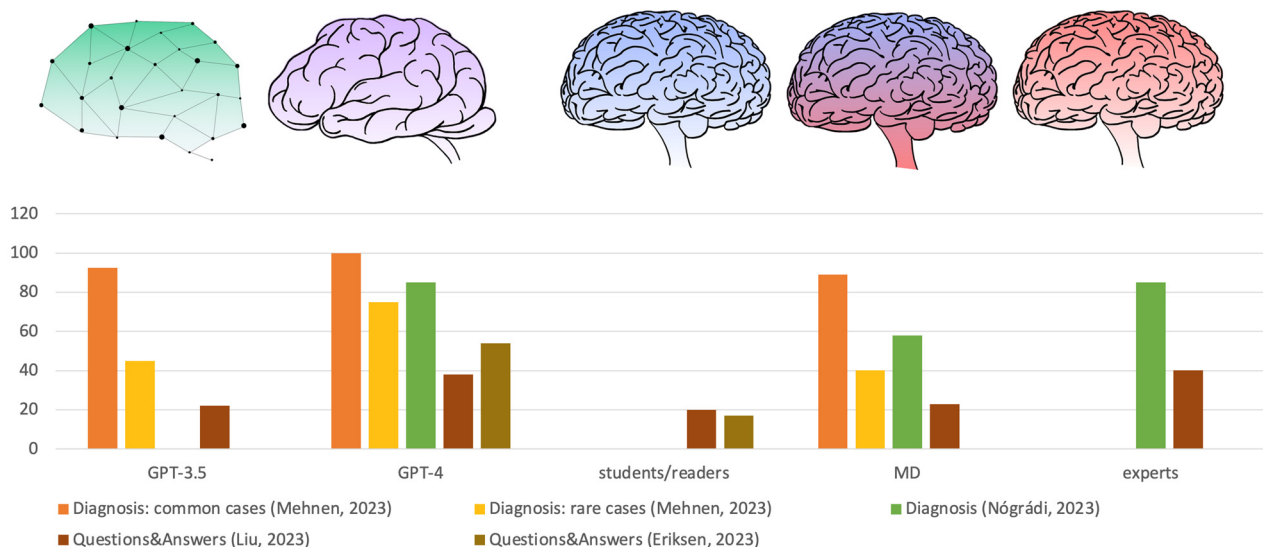 120
100
80
60
40
20
0
GPT-3.5 GPT-4 students/readers MD experts
Diagnosis: common cases (Mehnen, 2023) Diagnosis: rare cases (Mehnen, 2023) Diagnosis (Nógrádi, 2023)
Questions&Answers (Liu, 2023) Questions&Answers (Eriksen, 2023)